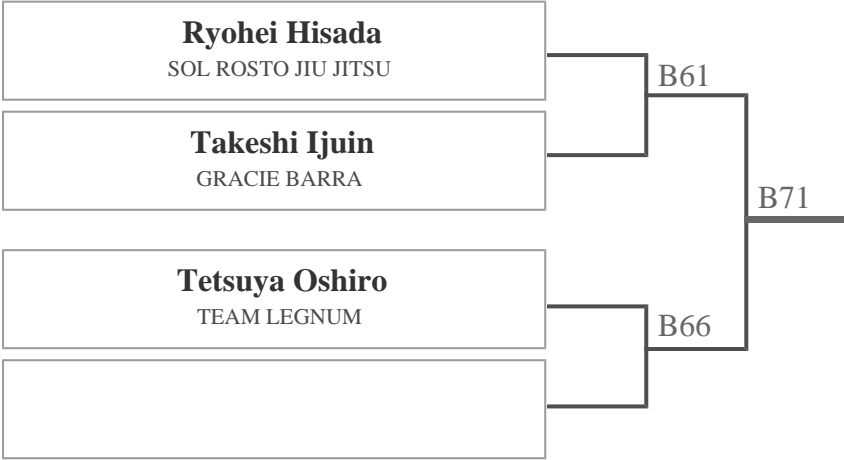 Ryohei Hisada
SOL ROSTO JIU JITSU
B61
Takeshi Ijuin
GRACIE BARRA
B71
Tetsuya Oshiro
TEAM LEGNUM
B66